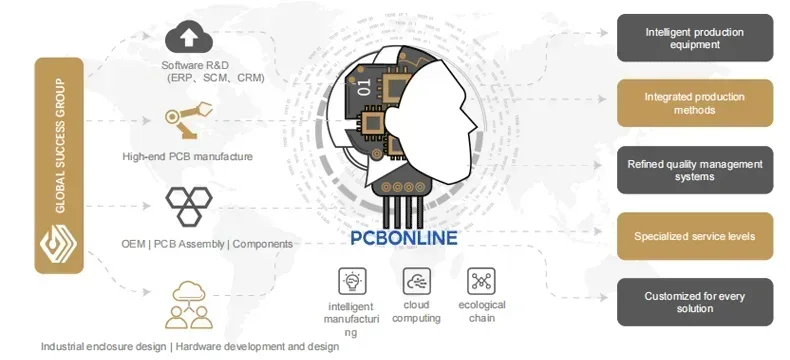 GLOBAL SUCCESS GROUP
Software R&D
(ERP、SCM、CRM)
High-end PCB manufacture
OEM | PCB Assembly | Components
Industrial enclosure design | Hardware development and design
01
PCBONLINE
intelligent
manufacturi
ng
cloud
computing
ecological
chain
Intelligent production
equipment
Integrated production
methods
Refined quality management
systems
Specialized service levels
Customized for every
solution